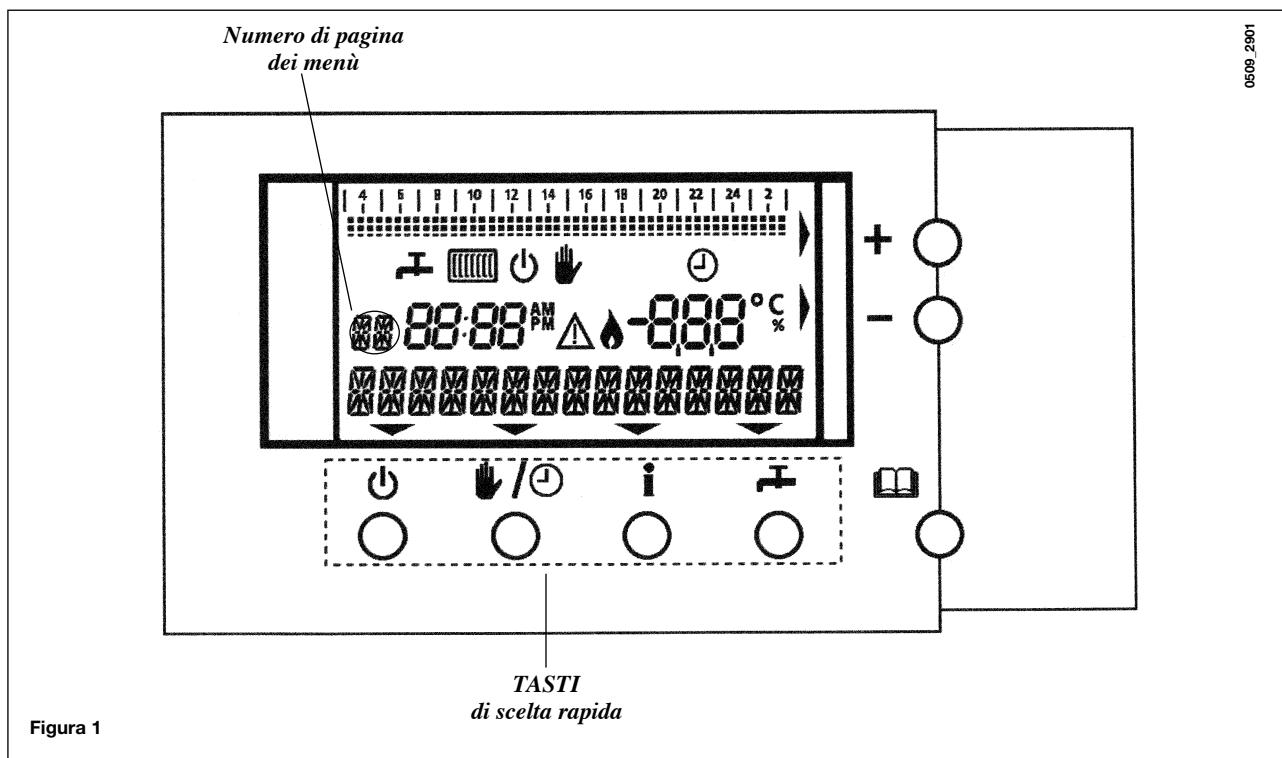 Numero di pagina
dei menù
0509_2901
4 6 8 10 12 14 16 18 20 22 24 2
+
88:88 AM PM -888 °C %
−
i
TASTI
di scelta rapida
Figura 1